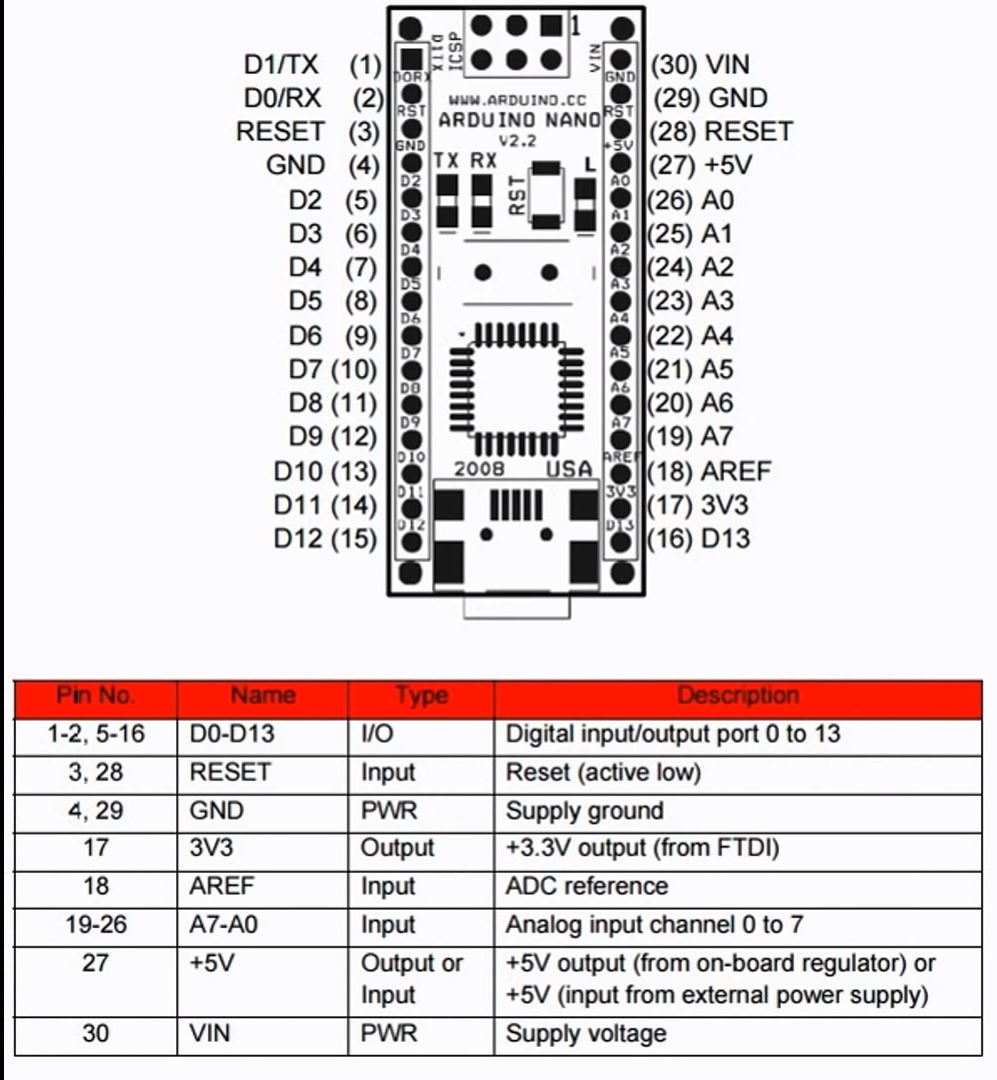 D1/TX (1)
D0/RX (2)
RESET (3)
GND (4)
D2 (5)
D3 (6)
D4 (7)
D5 (8)
D6 (9)
D7 (10)
D8 (11)
D9 (12)
D10 (13)
D11 (14)
D12 (15)
D1TX
ICSP
1
VIN
D0RX
RST
GND
D2
D3
D4
D5
D6
D7
D8
D9
D10
D11
D12
WWW.ARDUINO.CC
ARDUINO NANO
V2.2
TX RX
RST
L
2008 USA
GND
RST
+5V
A0
A1
A2
A3
A4
A5
A6
A7
AREF
3V3
D13
(30) VIN
(29) GND
(28) RESET
(27) +5V
(26) A0
(25) A1
(24) A2
(23) A3
(22) A4
(21) A5
(20) A6
(19) A7
(18) AREF
(17) 3V3
(16) D13
Pin No. Name Type Description
1-2, 5-16 D0-D13 I/O Digital input/output port 0 to 13
3, 28 RESET Input Reset (active low)
4, 29 GND PWR Supply ground
17 3V3 Output +3.3V output (from FTDI)
18 AREF Input ADC reference
19-26 A7-A0 Input Analog input channel 0 to 7
27 +5V Output or +5V output (from on-board regulator) or
Input +5V (input from external power supply)
30 VIN PWR Supply voltage